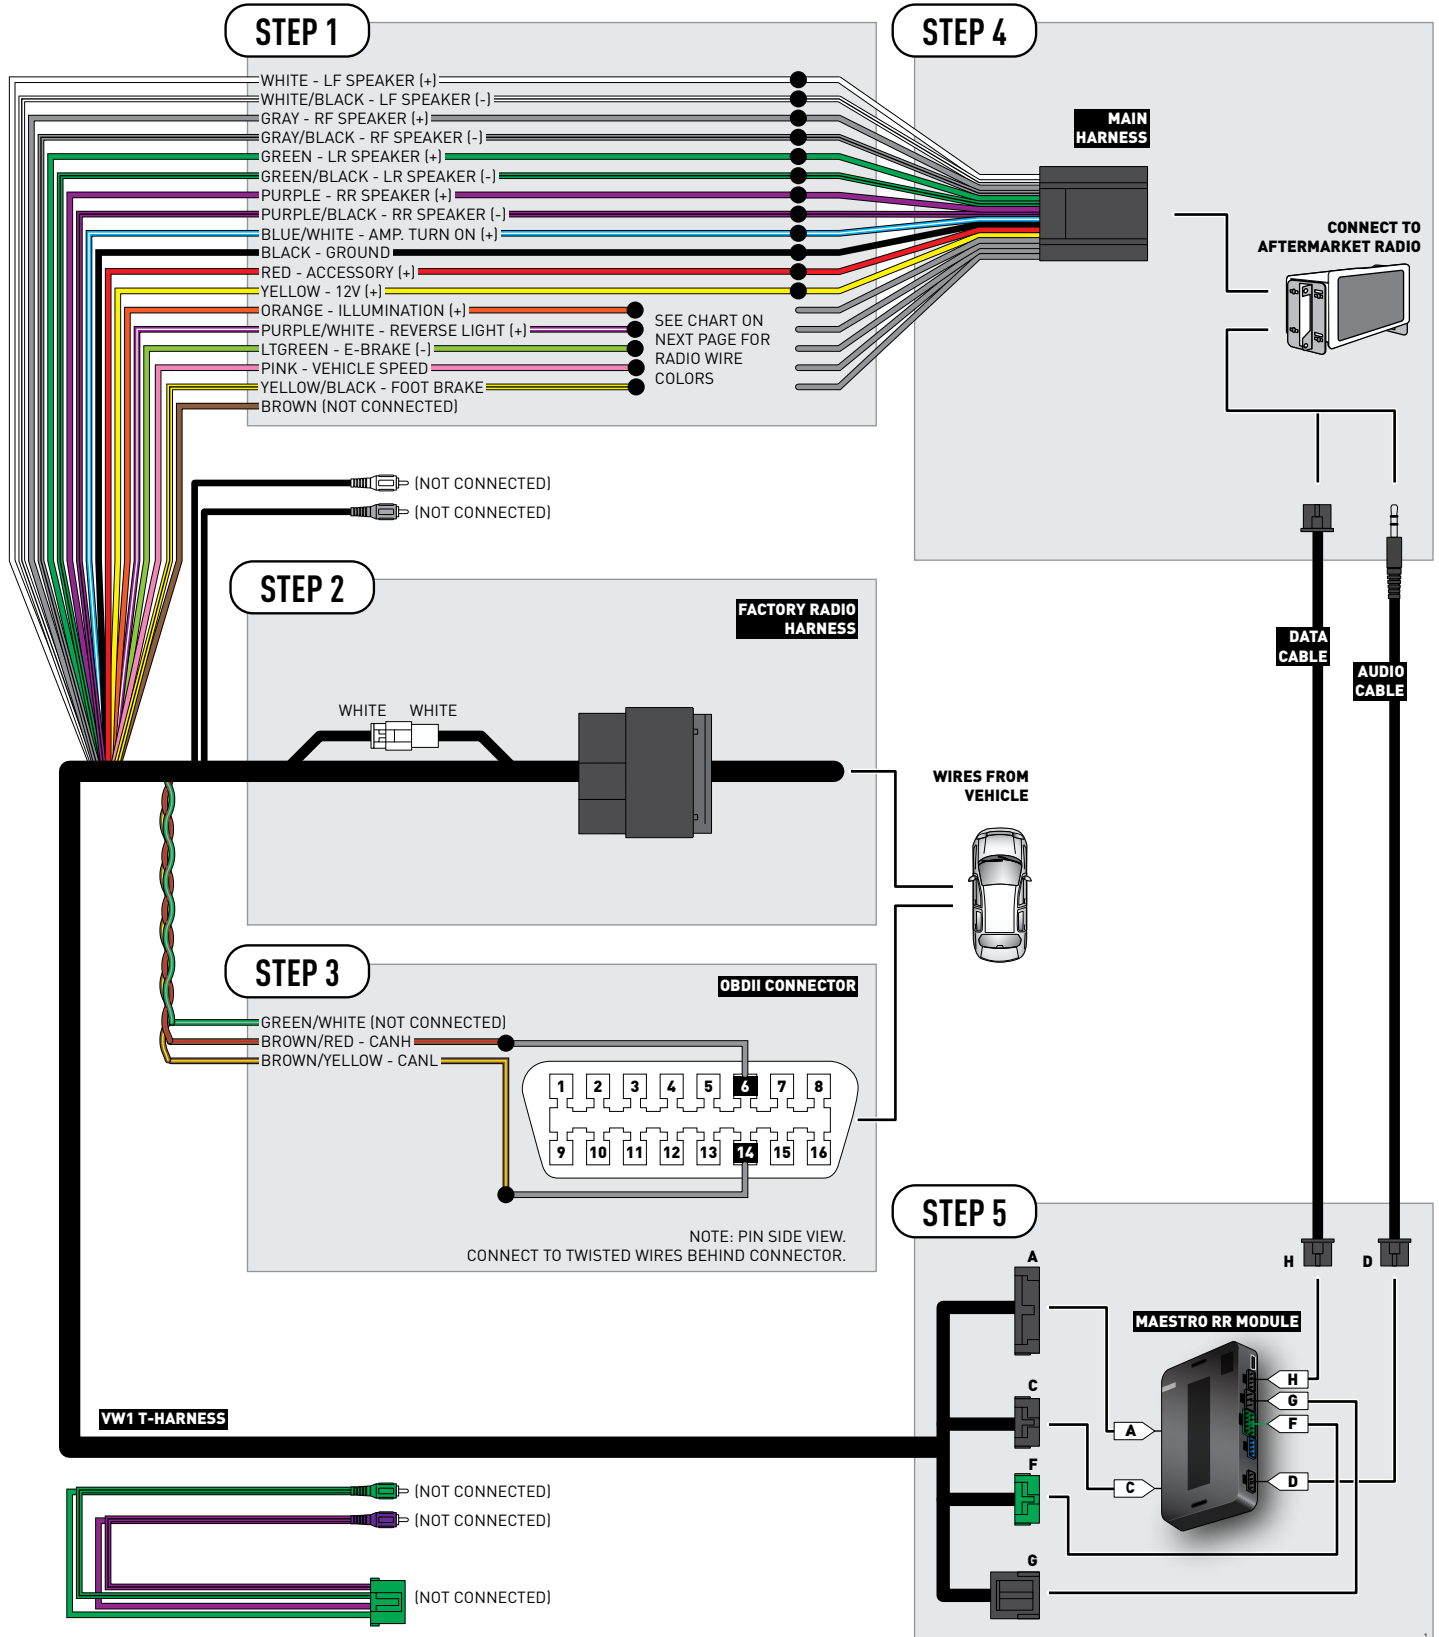 STEP 1
WHITE - LF SPEAKER (+)
WHITE/BLACK - LF SPEAKER (-)
GRAY - RF SPEAKER (+)
GRAY/BLACK - RF SPEAKER (-)
GREEN - LR SPEAKER (+)
GREEN/BLACK - LR SPEAKER (-)
PURPLE - RR SPEAKER (+)
PURPLE/BLACK - RR SPEAKER (-)
BLUE/WHITE - AMP. TURN ON (+)
BLACK - GROUND
RED - ACCESSORY (+)
YELLOW - 12V (+)
ORANGE - ILLUMINATION (+)
PURPLE/WHITE - REVERSE LIGHT (+)
LTGREEN - E-BRAKE (-)
PINK - VEHICLE SPEED
YELLOW/BLACK - FOOT BRAKE
BROWN (NOT CONNECTED)
SEE CHART ON
NEXT PAGE FOR
RADIO WIRE
COLORS
(NOT CONNECTED)
(NOT CONNECTED)
STEP 4
MAIN
HARNESS
CONNECT TO
AFTERMARKET RADIO
DATA
CABLE
AUDIO
CABLE
STEP 2
FACTORY RADIO
HARNESS
WHITE WHITE
WIRES FROM
VEHICLE
STEP 3
OBDII CONNECTOR
GREEN/WHITE (NOT CONNECTED)
BROWN/RED - CANH
BROWN/YELLOW - CANL
1 2 3 4 5 6 7 8
9 10 11 12 13 14 15 16
NOTE: PIN SIDE VIEW.
CONNECT TO TWISTED WIRES BEHIND CONNECTOR.
STEP 5
H D
A
MAESTRO RR MODULE
H
C
G
F
A
F
D
C
G
VW1 T-HARNESS
(NOT CONNECTED)
(NOT CONNECTED)
(NOT CONNECTED)